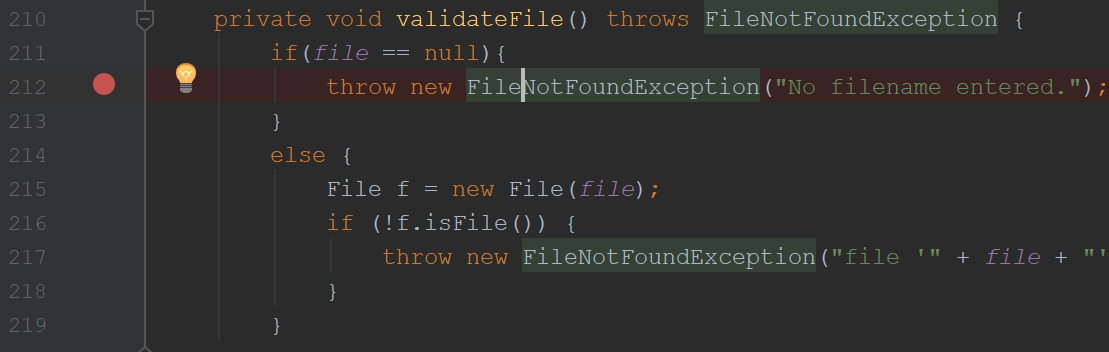 210 private void validateFile() throws FileNotFoundException {
211 if(file == null){
212 throw new FileNotFoundException("No filename entered.");
213 }
214 else {
215 File f = new File(file);
216 if (!f.isFile()) {
217 throw new FileNotFoundException("file '" + file + "'
218 }
219 }